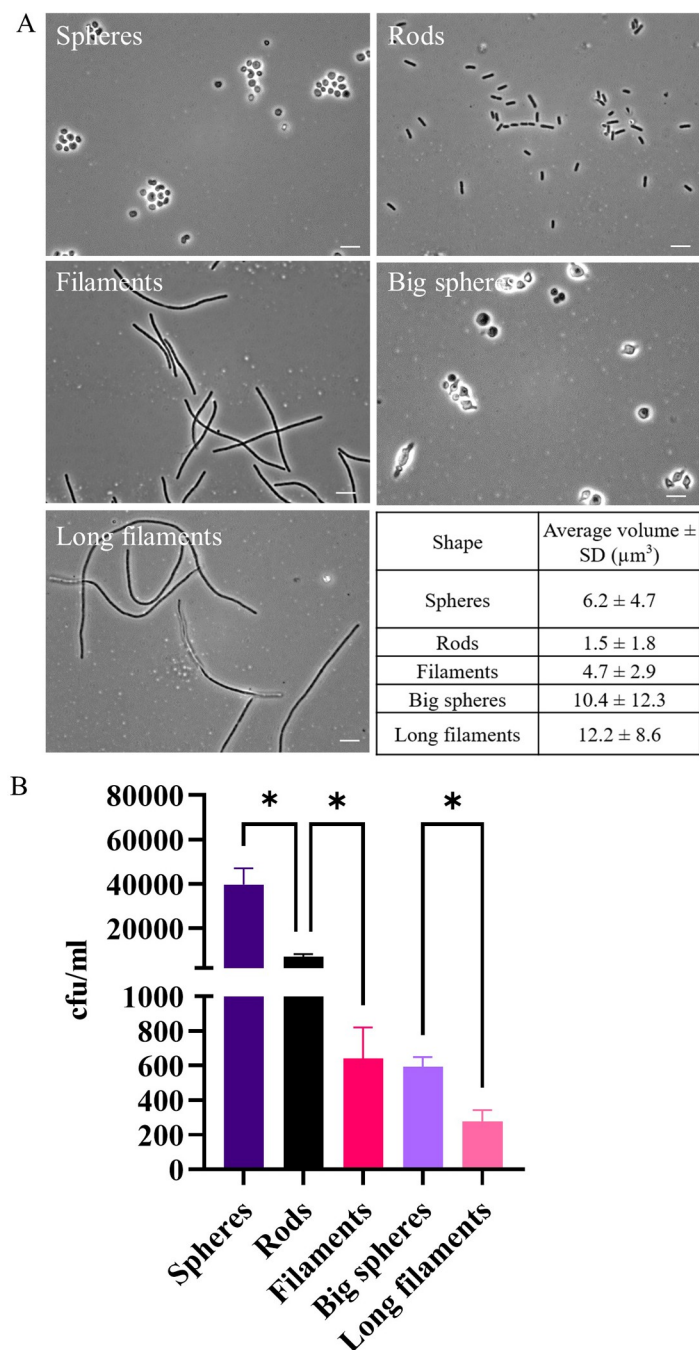 A
Spheres
Rods
Filaments
Big spheres
Long filaments
Shape
Average volume ±
SD (µm³)
Spheres
6.2 ± 4.7
Rods
1.5 ± 1.8
Filaments
4.7 ± 2.9
Big spheres
10.4 ± 12.3
Long filaments
12.2 ± 8.6
B
80000
60000
40000
20000
1000
800
600
400
200
0
cfu/ml
*
*
*
Spheres
Rods
Filaments
Big spheres
Long filaments